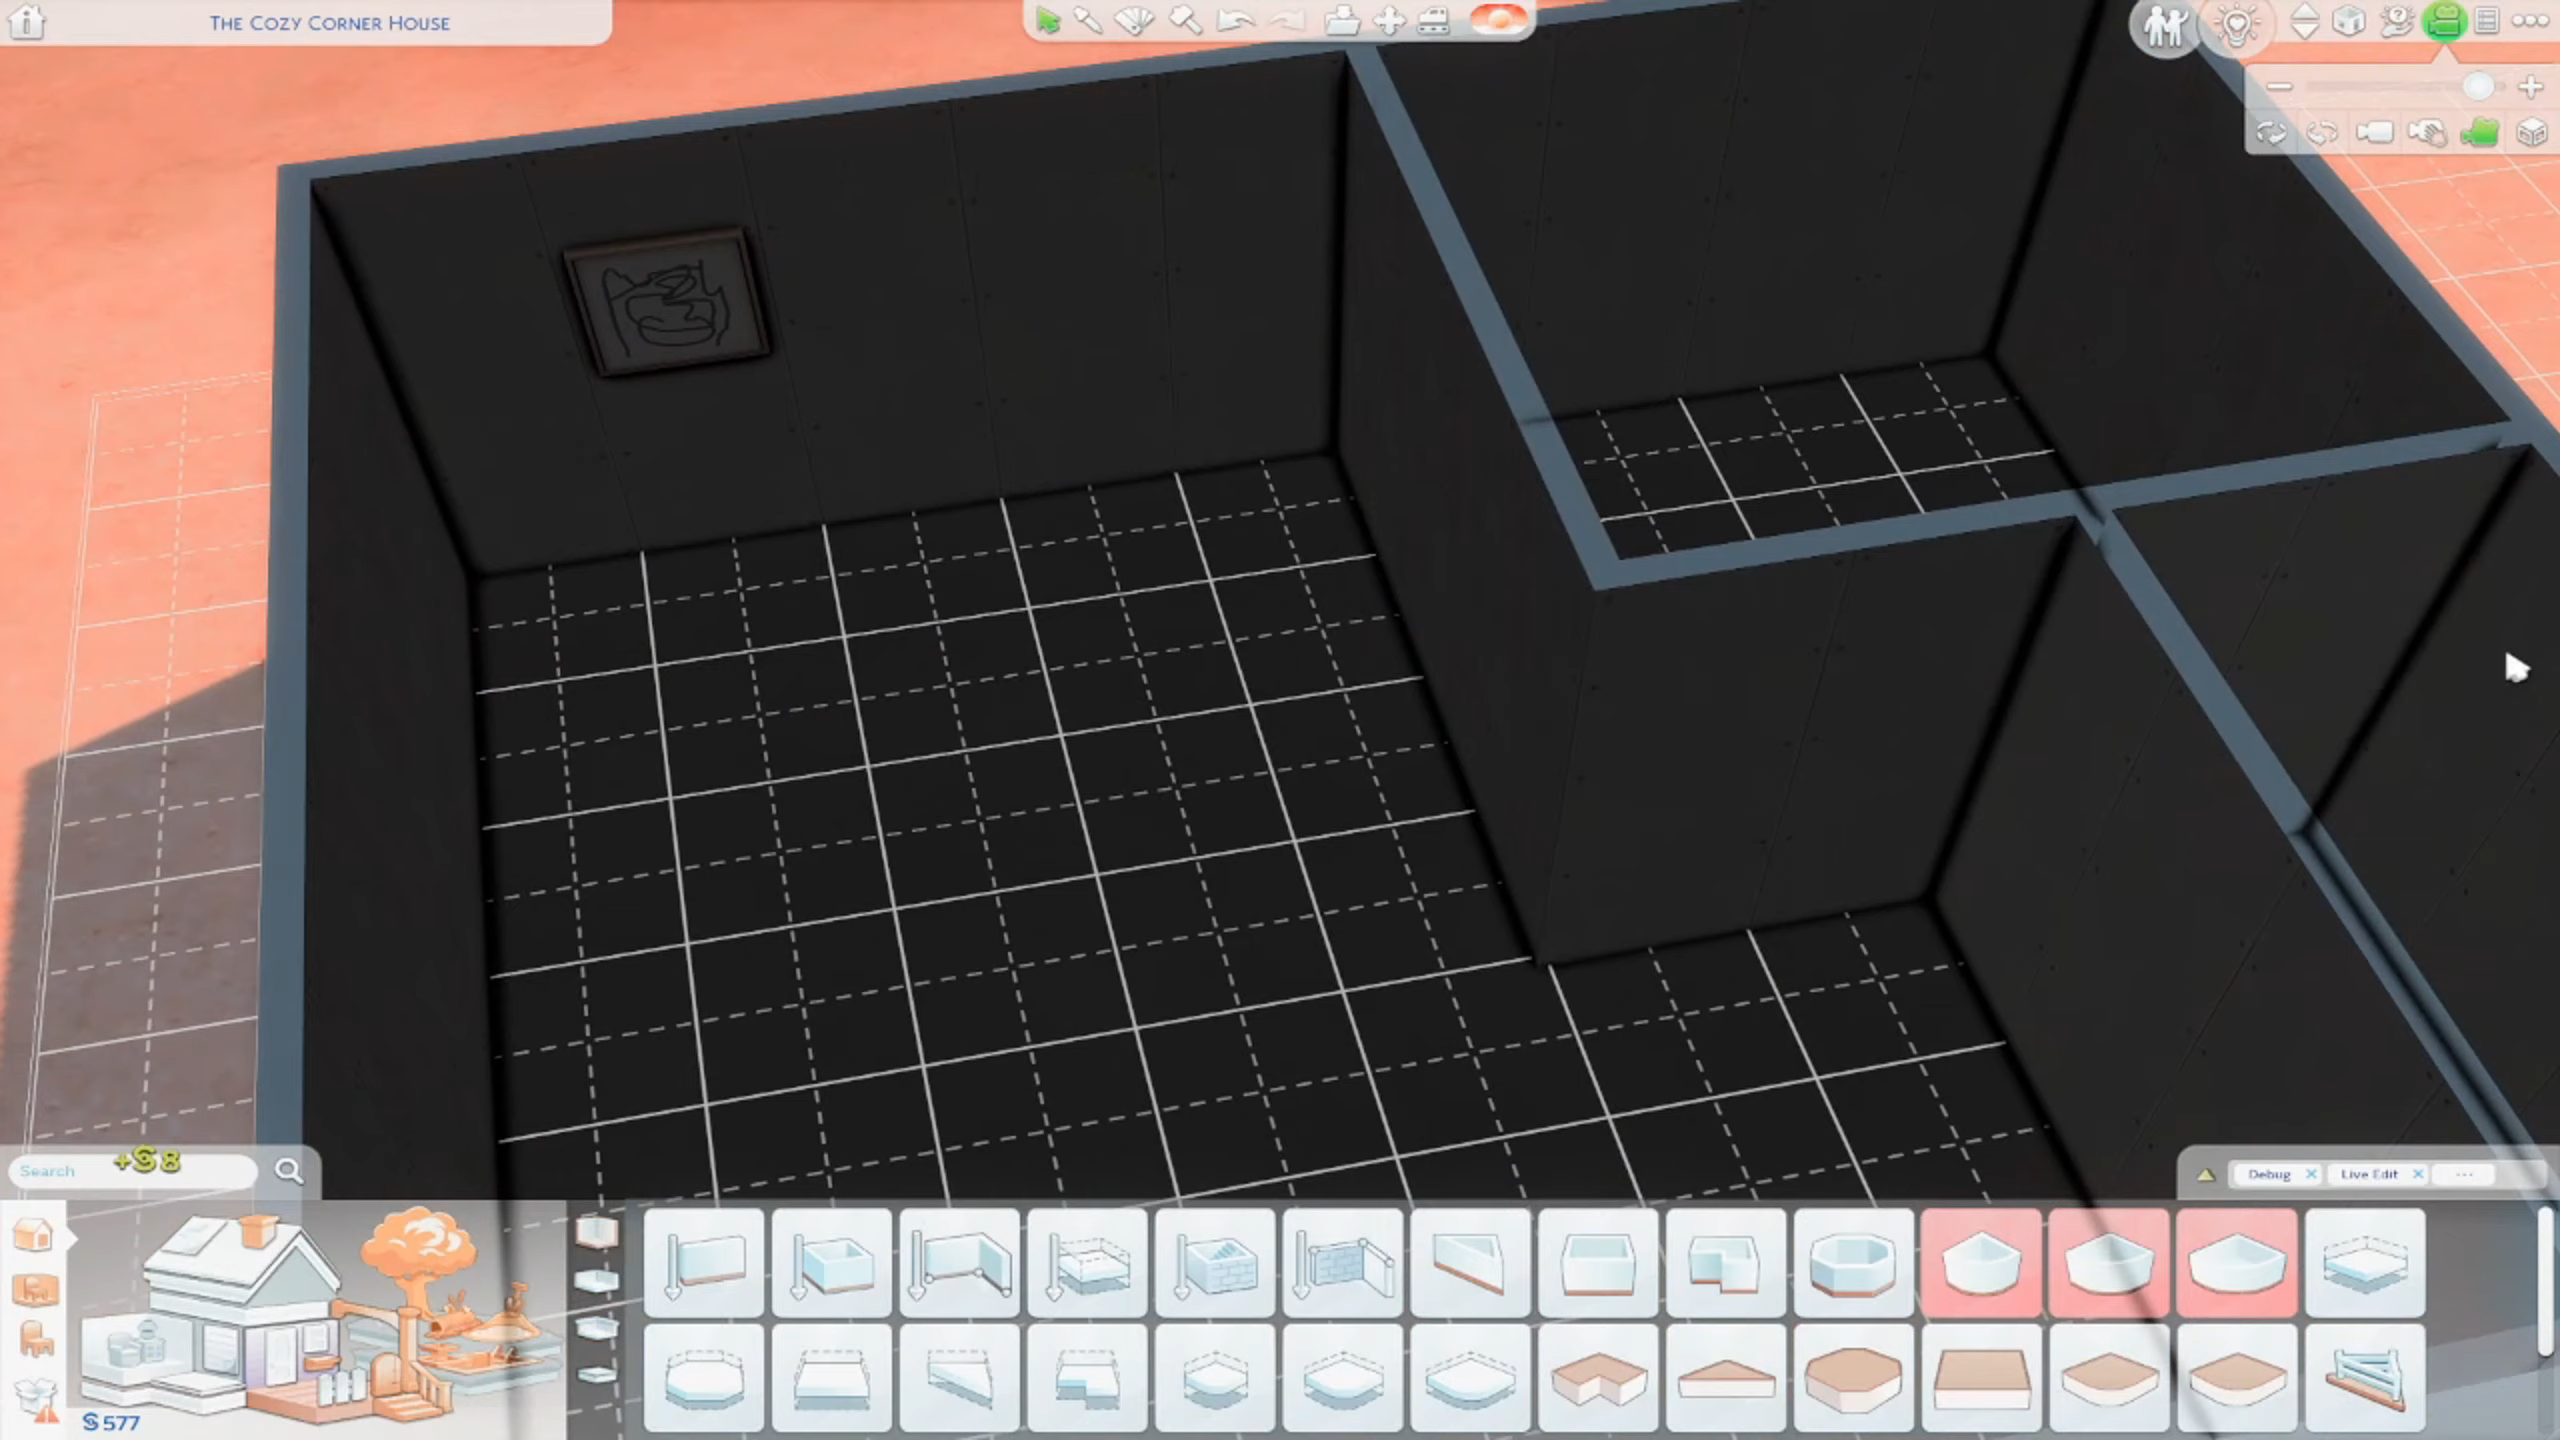 THE COZY CORNER HOUSE
Search
+§8
Debug
Live Edit
...
§577